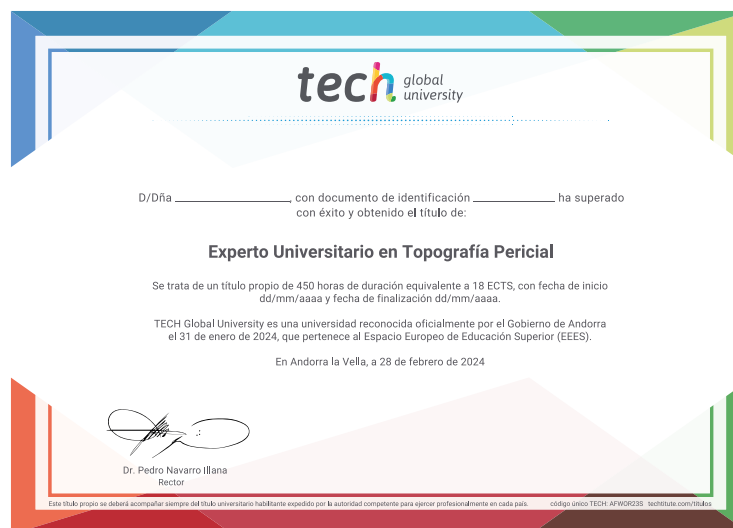 tech global university
D/Dña ____________, con documento de identificación ____________ ha superado
con éxito y obtenido el título de:
Experto Universitario en Topografía Pericial
Se trata de un título propio de 450 horas de duración equivalente a 18 ECTS, con fecha de inicio
dd/mm/aaaa y fecha de finalización dd/mm/aaaa.
TECH Global University es una universidad reconocida oficialmente por el Gobierno de Andorra
el 31 de enero de 2024, que pertenece al Espacio Europeo de Educación Superior (EEES).
En Andorra la Vella, a 28 de febrero de 2024
Dr. Pedro Navarro Illana
Rector
Este título propio se deberá acompañar siempre del título universitario habilitante expedido por la autoridad competente para ejercer profesionalmente en cada país. código único TECH: AFWOR235 techtitute.com/titulos